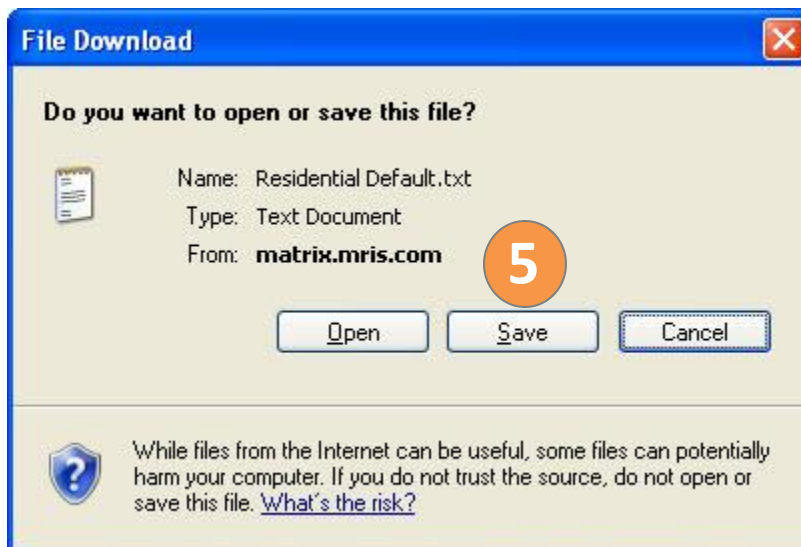 File Download
Do you want to open or save this file?
Name: Residential Default.txt
Type: Text Document
From: matrix.mris.com
5
Open Save Cancel
While files from the Internet can be useful, some files can potentially
harm your computer. If you do not trust the source, do not open or
save this file. What's the risk?